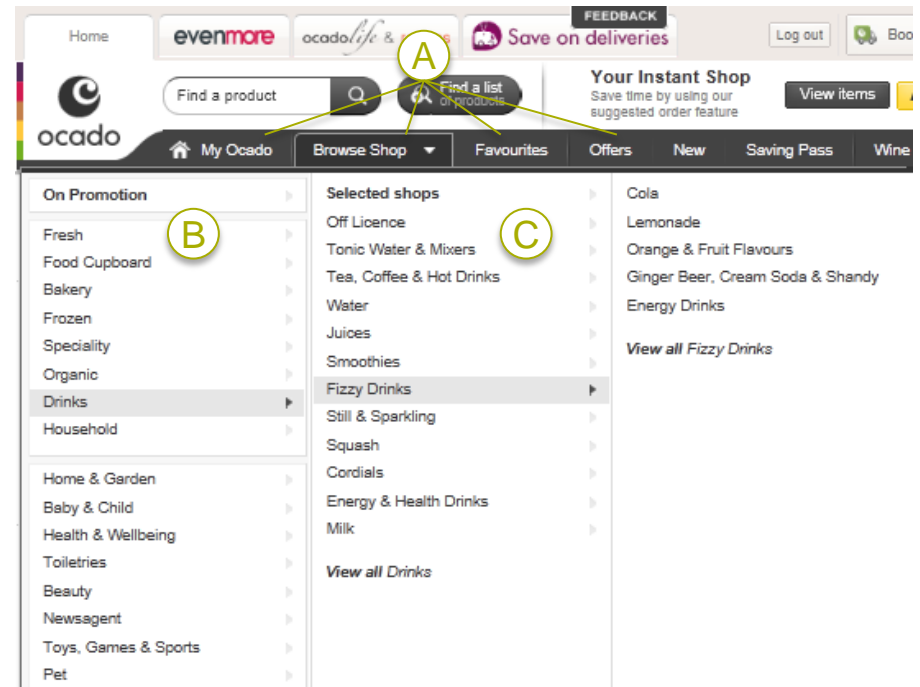 FEEDBACK
Home
evenmore
ocadolife &
Save on deliveries
Log out
Boo
A
ocado
Find a product
Find a list
of products
Your Instant Shop
Save time by using our
suggested order feature
View items
My Ocado
Browse Shop
Favourites
Offers
New
Saving Pass
Wine
On Promotion
B
Fresh
Food Cupboard
Bakery
Frozen
Speciality
Organic
Drinks
Household
Home & Garden
Baby & Child
Health & Wellbeing
Toiletries
Beauty
Newsagent
Toys, Games & Sports
Pet
Selected shops
C
Off Licence
Tonic Water & Mixers
Tea, Coffee & Hot Drinks
Water
Juices
Smoothies
Fizzy Drinks
Still & Sparkling
Squash
Cordials
Energy & Health Drinks
Milk
View all Drinks
Cola
Lemonade
Orange & Fruit Flavours
Ginger Beer, Cream Soda & Shandy
Energy Drinks
View all Fizzy Drinks